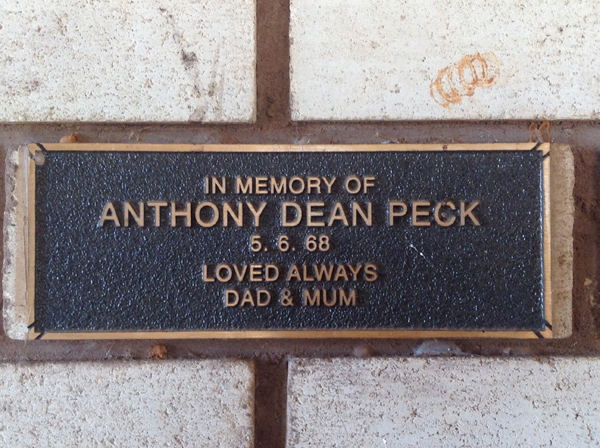 IN MEMORY OF
ANTHONY DEAN PECK
5. 6. 68
LOVED ALWAYS
DAD & MUM